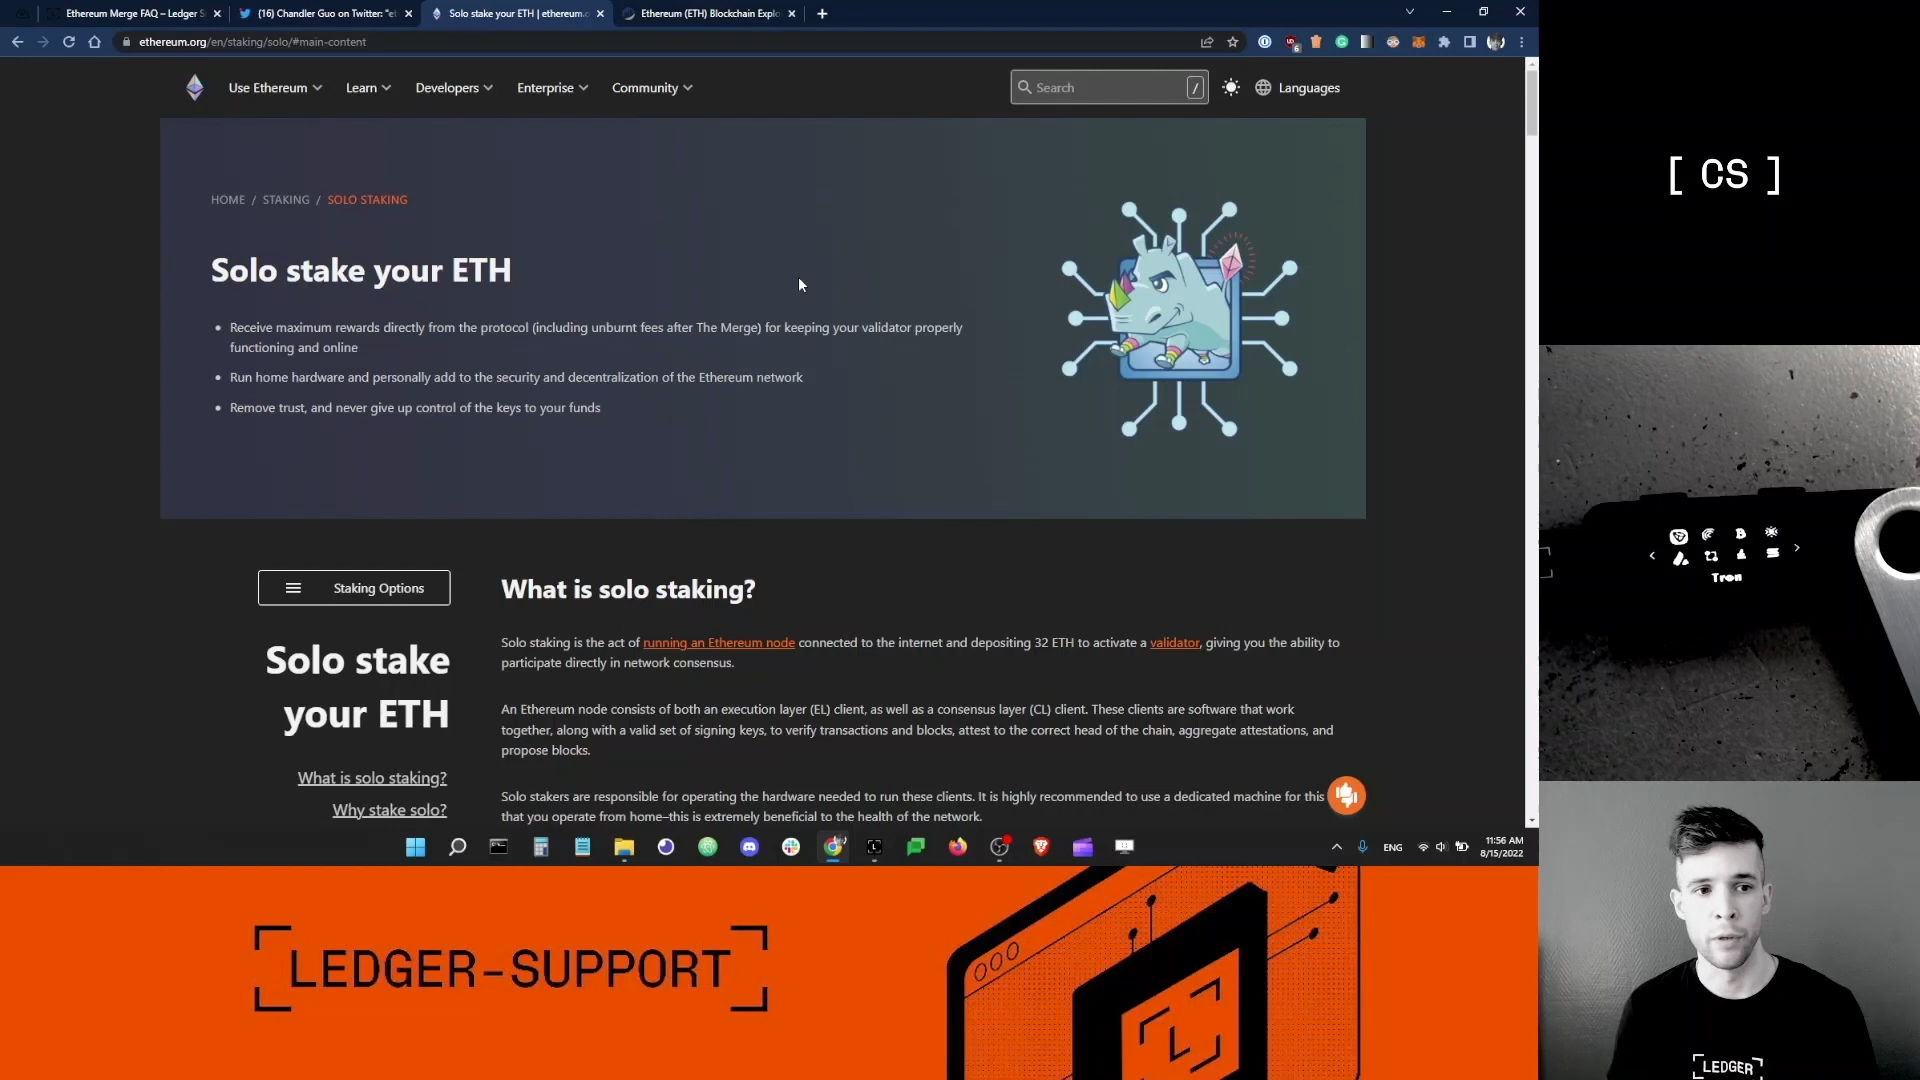 Ethereum Merge FAQ – Ledger S
(16) Chandler Guo on Twitter: "et
Solo stake your ETH | ethereum.o
Ethereum (ETH) Blockchain Explo
ethereum.org/en/staking/solo/#main-content
Use Ethereum
Learn
Developers
Enterprise
Community
Search
/
Languages
HOME / STAKING / SOLO STAKING
Solo stake your ETH
• Receive maximum rewards directly from the protocol (including unburnt fees after The Merge) for keeping your validator properly
functioning and online
• Run home hardware and personally add to the security and decentralization of the Ethereum network
• Remove trust, and never give up control of the keys to your funds
Staking Options
Solo stake
your ETH
What is solo staking?
Why stake solo?
What is solo staking?
Solo staking is the act of running an Ethereum node connected to the internet and depositing 32 ETH to activate a validator, giving you the ability to
participate directly in network consensus.
An Ethereum node consists of both an execution layer (EL) client, as well as a consensus layer (CL) client. These clients are software that work
together, along with a valid set of signing keys, to verify transactions and blocks, attest to the correct head of the chain, aggregate attestations, and
propose blocks.
Solo stakers are responsible for operating the hardware needed to run these clients. It is highly recommended to use a dedicated machine for this
that you operate from home–this is extremely beneficial to the health of the network.
ENG
11:56 AM
8/15/2022
LEDGER-SUPPORT
[ CS ]
Tron
LEDGER